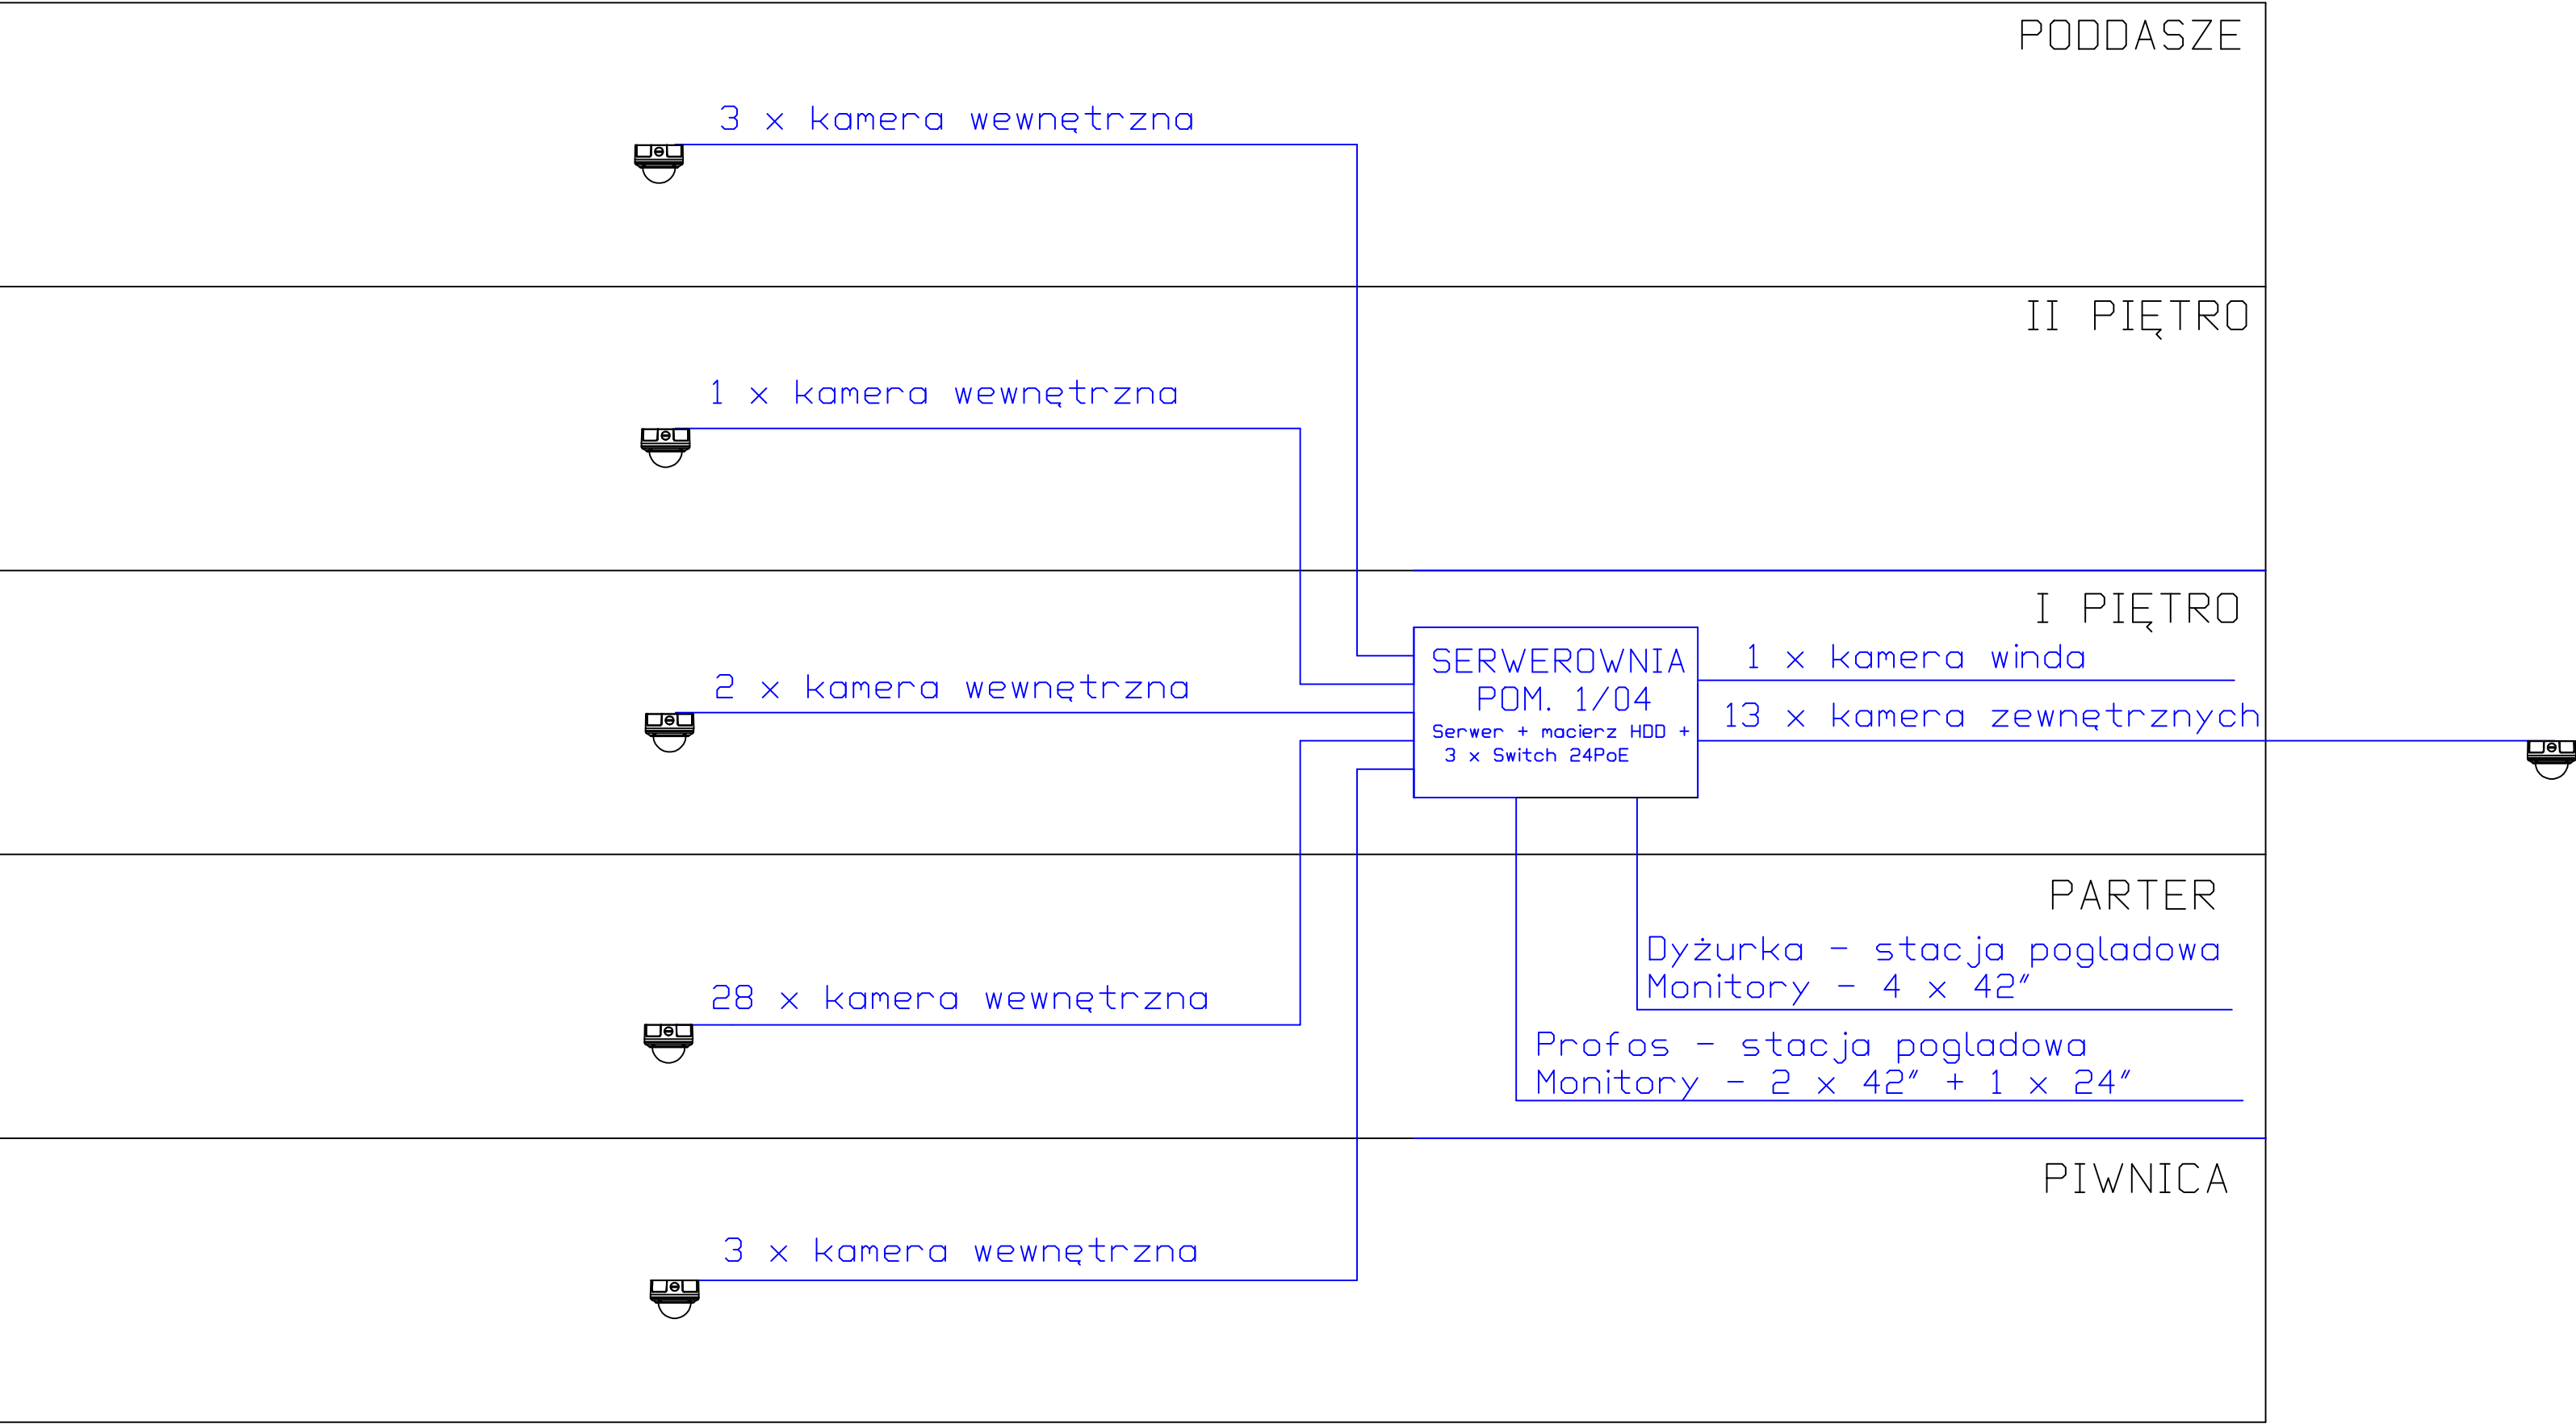 PODDASZE
3 x kamera wewnętrzna
II PIĘTRO
1 x kamera wewnętrzna
I PIĘTRO
2 x kamera wewnętrzna
SERWEROWNIA
POM. 1/04
Serwer + macierz HDD +
3 x Switch 24PoE
1 x kamera winda
13 x kamera zewnętrznych
PARTER
28 x kamera wewnętrzna
Dyżurka - stacja pogladowa
Monitory - 4 x 42"
Profos - stacja pogladowa
Monitory - 2 x 42" + 1 x 24"
PIWNICA
3 x kamera wewnętrzna